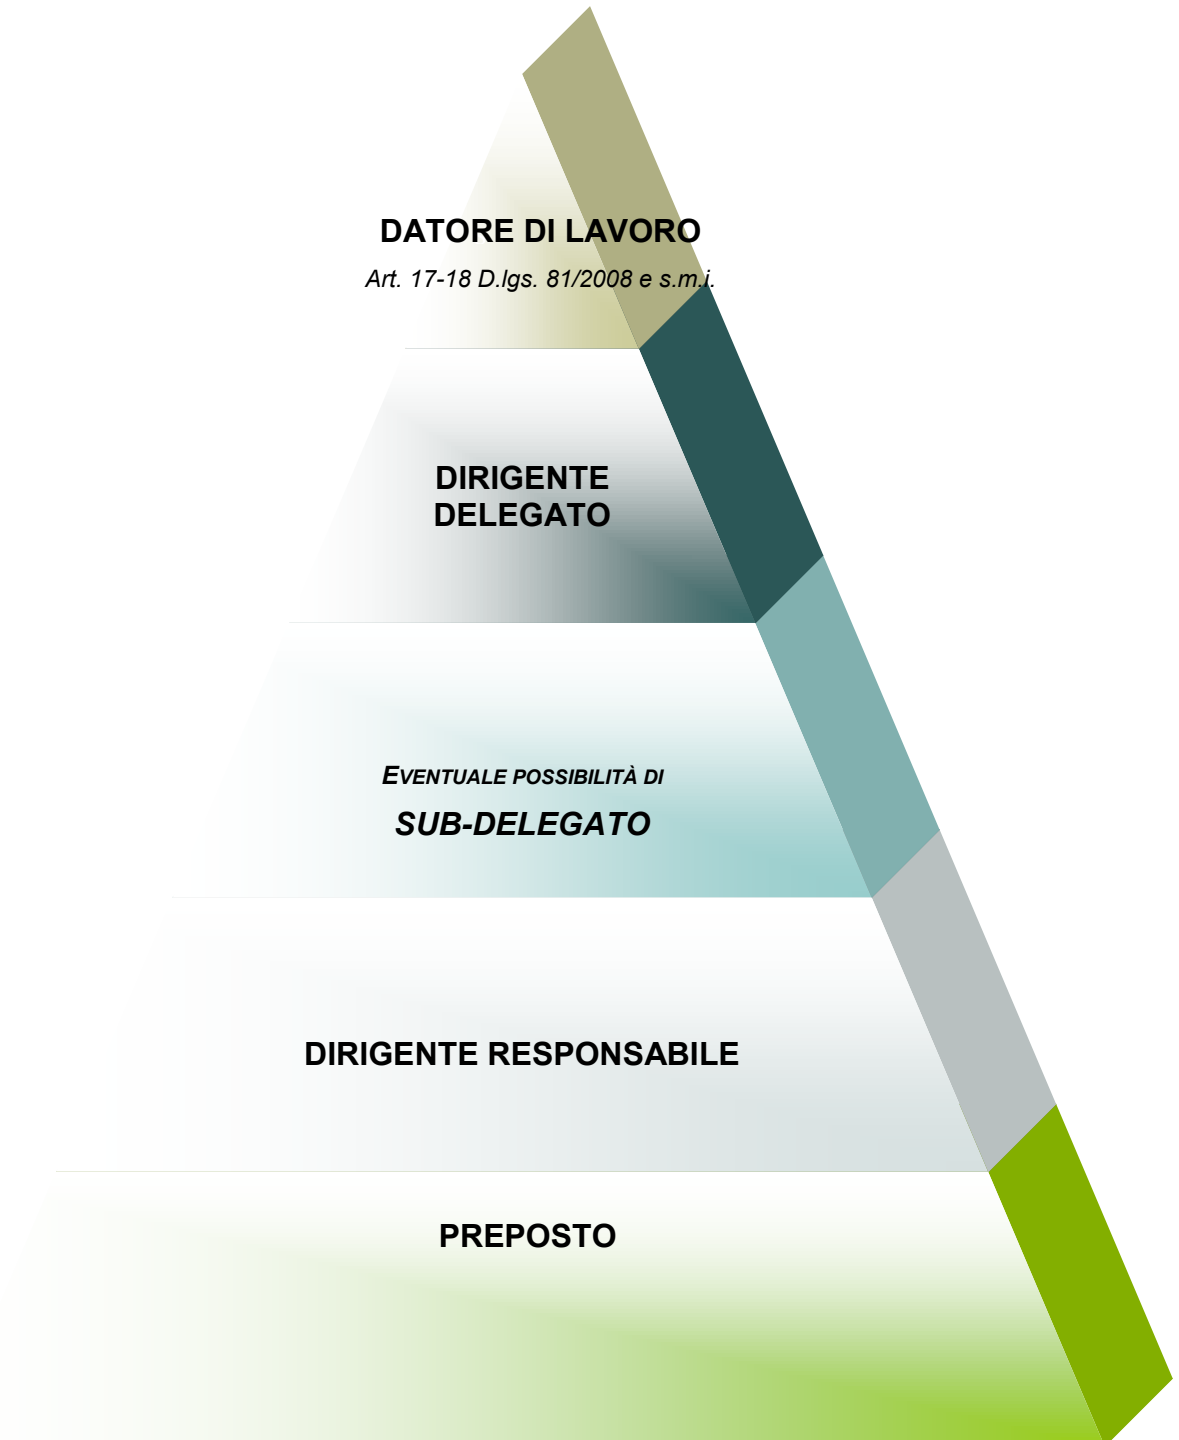 DATORE DI LAVORO
Art. 17-18 D.lgs. 81/2008 e s.m.i.
DIRIGENTE
DELEGATO
EVENTUALE POSSIBILITÀ DI
SUB-DELEGATO
DIRIGENTE RESPONSABILE
PREPOSTO